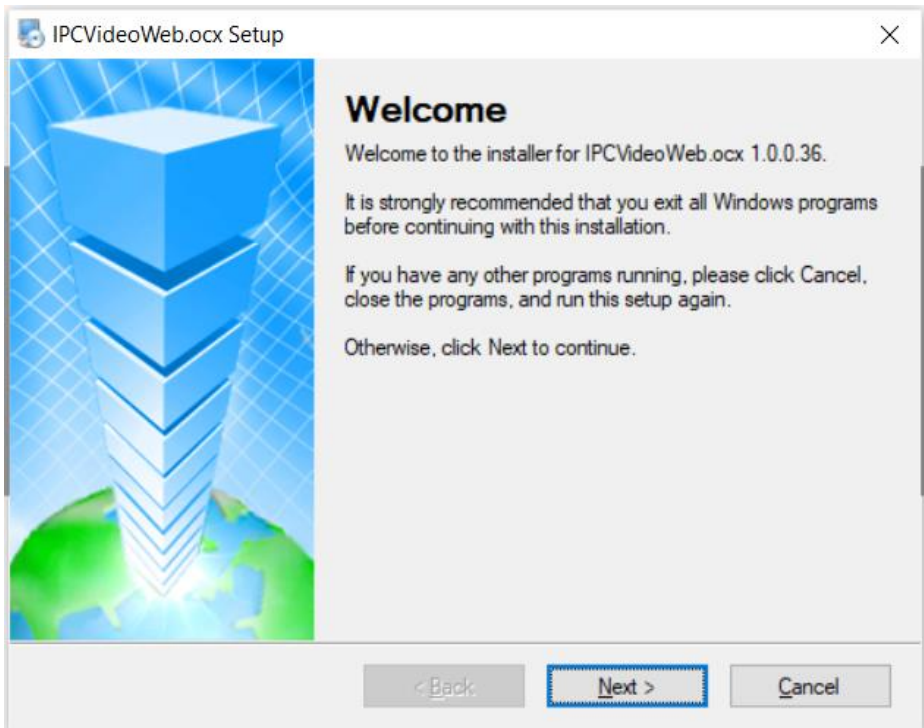 IPCVideoWeb.ocx Setup
Welcome
Welcome to the installer for IPCVideoWeb.ocx 1.0.0.36.
It is strongly recommended that you exit all Windows programs
before continuing with this installation.
If you have any other programs running, please click Cancel,
close the programs, and run this setup again.
Otherwise, click Next to continue.
< Back
Next >
Cancel